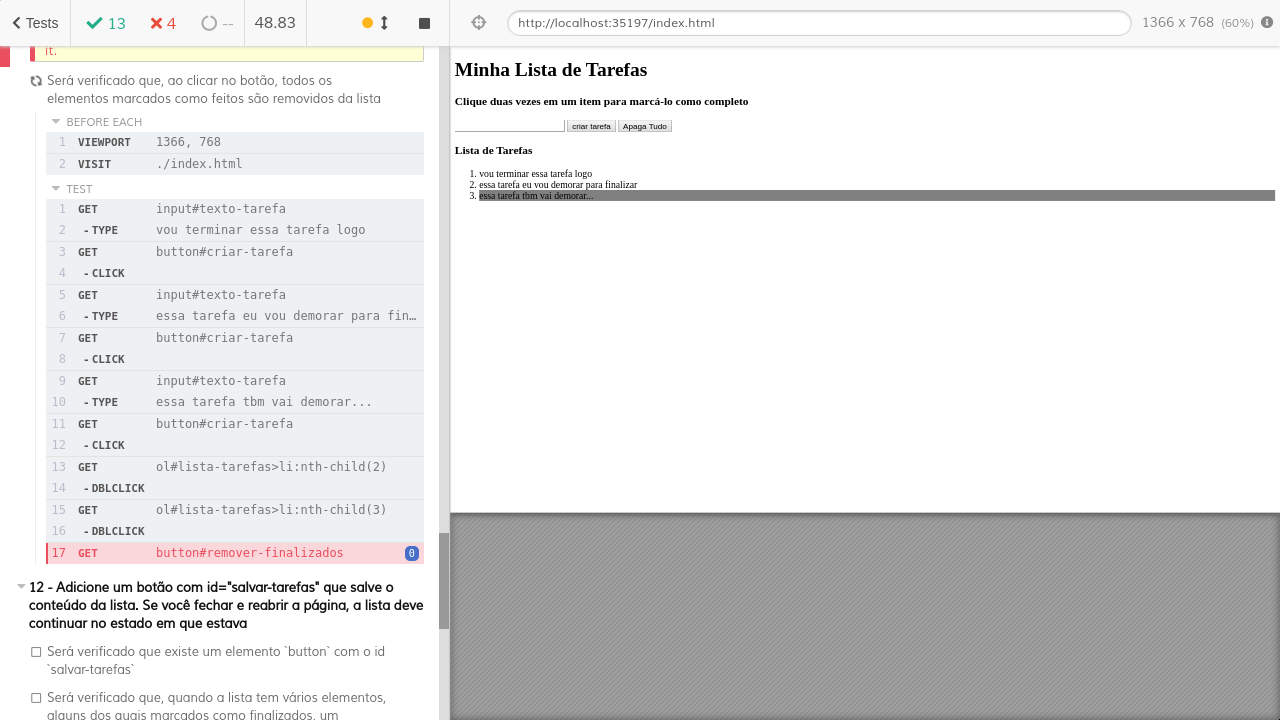 Tests
13
4
--
48.83
http://localhost:35197/index.html
1366 x 768 (60%)
it.
Será verificado que, ao clicar no botão, todos os
elementos marcados como feitos são removidos da lista
BEFORE EACH
1 VIEWPORT 1366, 768
2 VISIT ./index.html
TEST
1 GET input#texto-tarefa
2 -TYPE vou terminar essa tarefa logo
3 GET button#criar-tarefa
4 -CLICK
5 GET input#texto-tarefa
6 -TYPE essa tarefa eu vou demorar para fin…
7 GET button#criar-tarefa
8 -CLICK
9 GET input#texto-tarefa
10 -TYPE essa tarefa tbm vai demorar...
11 GET button#criar-tarefa
12 -CLICK
13 GET ol#lista-tarefas>li:nth-child(2)
14 -DBLCLICK
15 GET ol#lista-tarefas>li:nth-child(3)
16 -DBLCLICK
17 GET button#remover-finalizados 0
12 - Adicione um botão com id="salvar-tarefas" que salve o
conteúdo da lista. Se você fechar e reabrir a página, a lista deve
continuar no estado em que estava
Será verificado que existe um elemento `button` com o id
`salvar-tarefas`
Será verificado que, quando a lista tem vários elementos,
alguns dos quais marcados como finalizados, um
Minha Lista de Tarefas
Clique duas vezes em um item para marcá-lo como completo
criar tarefa Apaga Tudo
Lista de Tarefas
1. vou terminar essa tarefa logo
2. essa tarefa eu vou demorar para finalizar
3. essa tarefa tbm vai demorar...